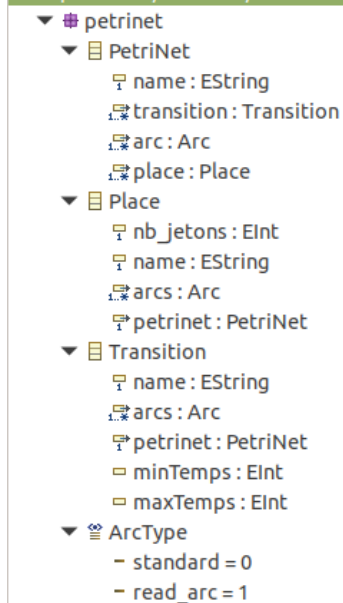 petrinet
PetriNet
name : EString
transition : Transition
arc : Arc
place : Place
Place
nb_jetons : EInt
name : EString
arcs : Arc
petrinet : PetriNet
Transition
name : EString
arcs : Arc
petrinet : PetriNet
minTemps : EInt
maxTemps : EInt
ArcType
standard = 0
read_arc = 1